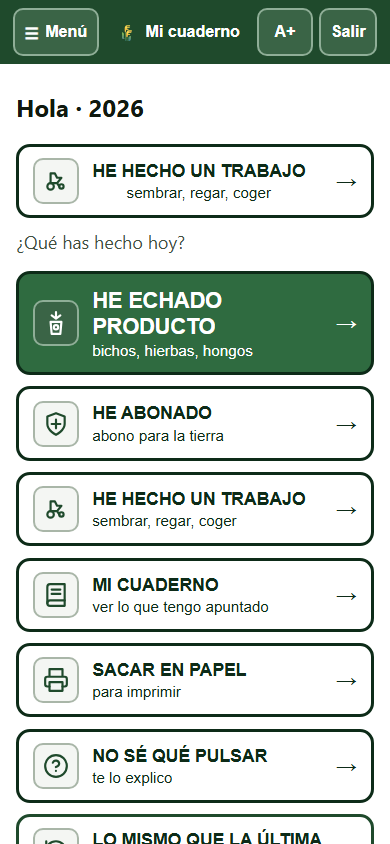 Menú
Mi cuaderno
A+
Salir
Hola · 2026
HE HECHO UN TRABAJO
sembrar, regar, coger
¿Qué has hecho hoy?
HE ECHADO
PRODUCTO
bichos, hierbas, hongos
HE ABONADO
abono para la tierra
HE HECHO UN TRABAJO
sembrar, regar, coger
MI CUADERNO
ver lo que tengo apuntado
SACAR EN PAPEL
para imprimir
NO SÉ QUÉ PULSAR
te lo explico
LO MISMO QUE LA ÚLTIMA